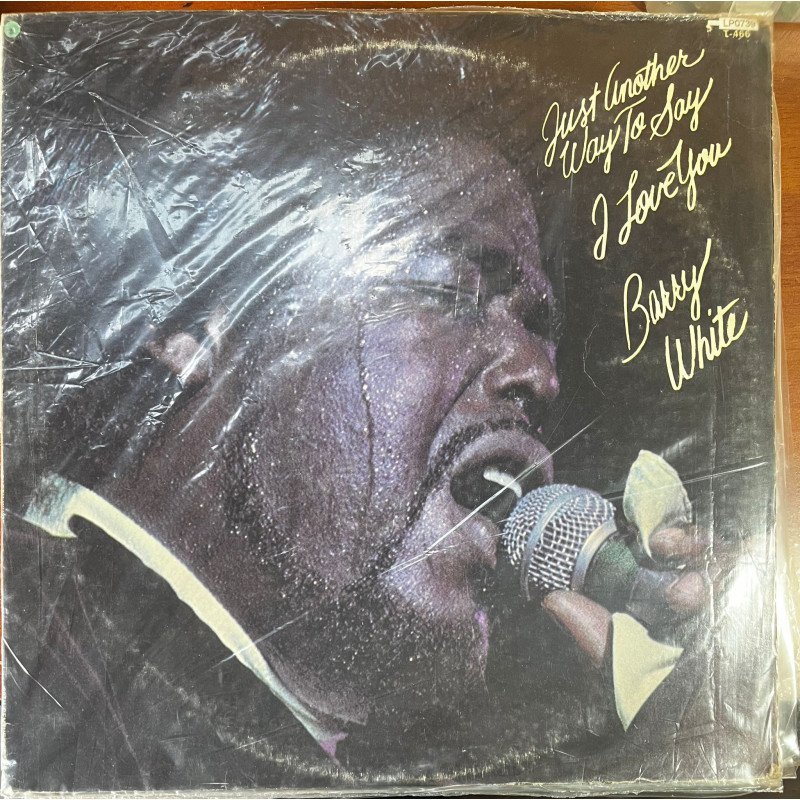 LP0739
T-466
Just Another
Way To Say
I Love You
Barry
White